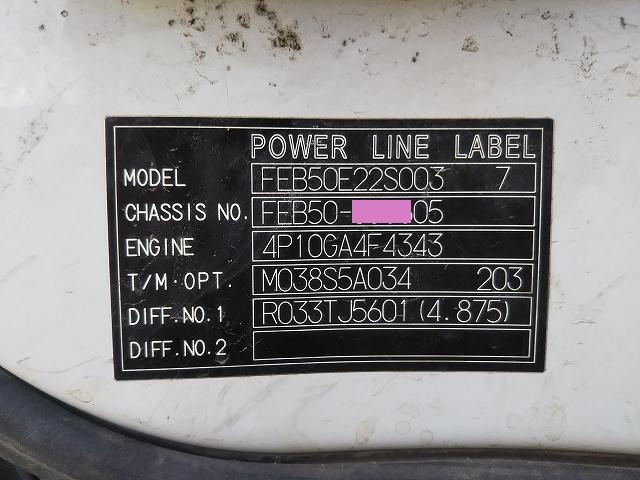 POWER LINE LABEL
MODEL FEB50E22S003 7
CHASSIS NO. FEB50- 05
ENGINE 4P10GA4F4343
T/M·OPT. M038S5A034 203
DIFF.NO.1 R033TJ5601(4.875)
DIFF.NO.2